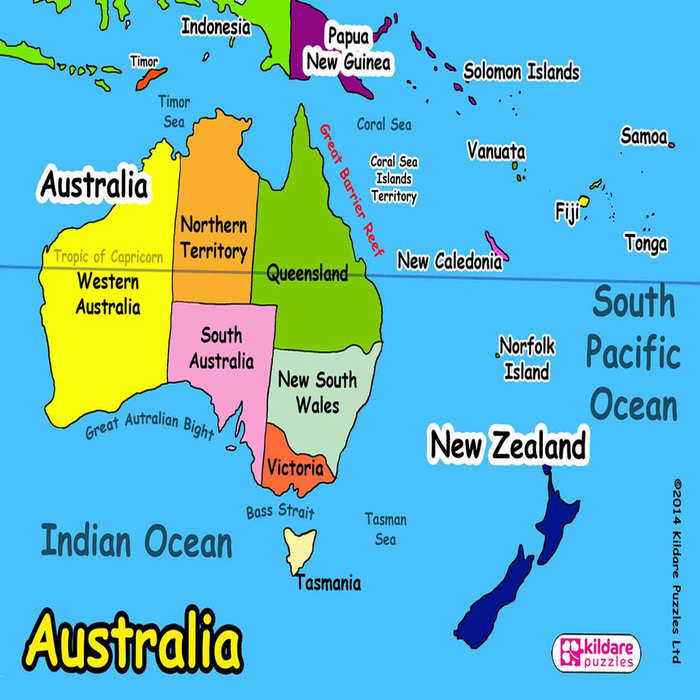 Indonesia
Papua
New Guinea
Timor
Solomon Islands
Timor
Sea
Coral Sea
Great Barrier Reef
Coral Sea
Islands
Territory
Vanuata
Samoa
Australia
Fiji
Northern
Territory
Tonga
Tropic of Capricorn
New Caledonia
Queensland
Western
Australia
South
Pacific
Ocean
South
Australia
Norfolk
Island
New South
Wales
Great Autralian Bight
New Zealand
Victoria
Bass Strait
Tasman
Sea
Indian Ocean
Tasmania
©2014 Kildare Puzzles Ltd
Australia
kildare
puzzles